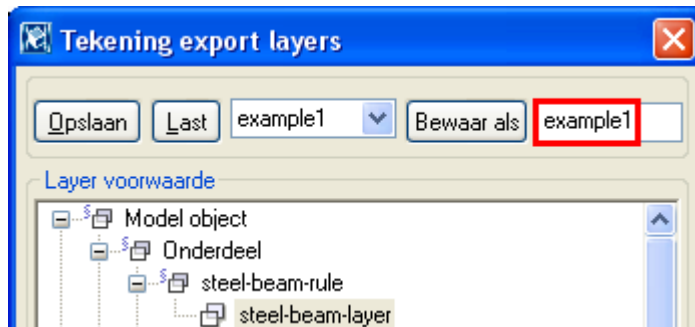 Tekening export layers
Opslaan Last example1 Bewaar als example1
Layer voorwaarde
Model object
Onderdeel
steel-beam-rule
steel-beam-layer